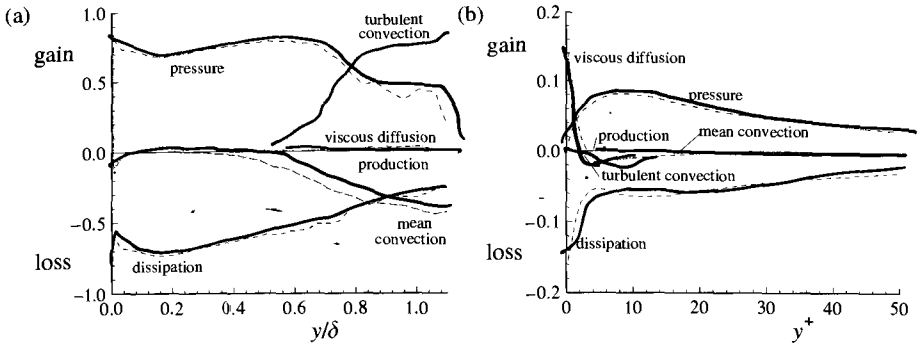 (a)
gain
loss
1.0
0.5
0.0
−0.5
−1.0
turbulent
convection
pressure
viscous diffusion
production
mean
convection
dissipation
0.0
0.2
0.4
0.6
0.8
1.0
y/δ
(b)
gain
loss
0.2
0.1
0.0
−0.1
−0.2
viscous diffusion
pressure
production
mean convection
turbulent convection
dissipation
0
10
20
30
40
50
y+